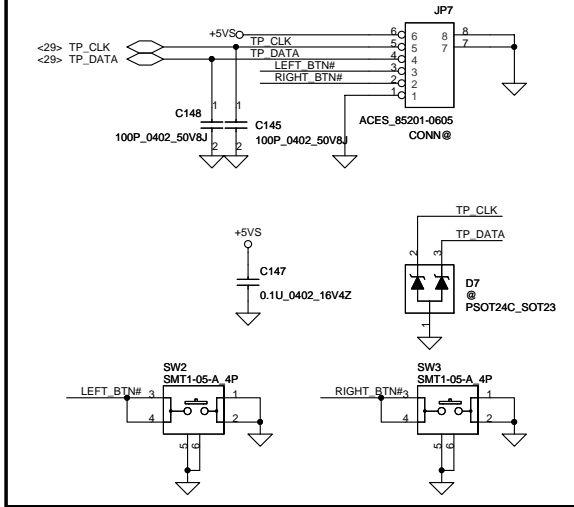 JP7
+5VS
6 6 8 8
<29> TP_CLK TP_CLK 5 5 7 7
<29> TP_DATA TP_DATA 4 4
LEFT_BTN# 3 3
RIGHT_BTN# 2 2
1 1
C148 1 1
100P_0402_50V8J 2
C145
100P_0402_50V8J 2
ACES_85201-0605
CONN@
+5VS
C147
0.1U_0402_16V4Z
TP_CLK
TP_DATA
2 3
D7
@
PSOT24C_SOT23
1
SW2
SMT1-05-A_4P
LEFT_BTN# 3 1
4 2
5 6
SW3
SMT1-05-A_4P
RIGHT_BTN# 3 1
4 2
5 6